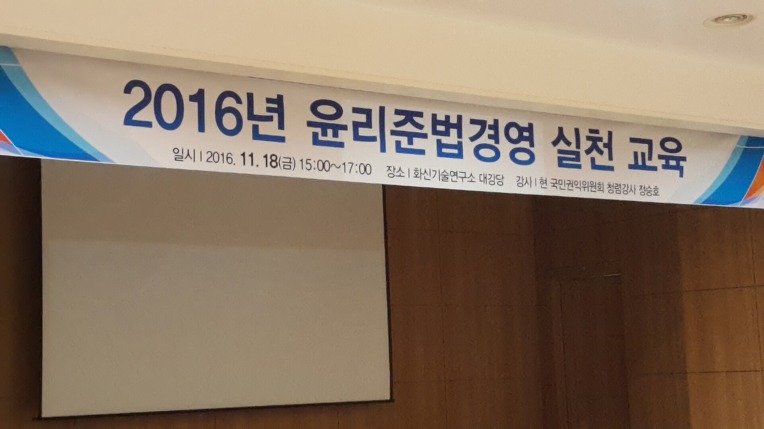 2016년 윤리준법경영 실천 교육
일시 | 2016. 11. 18(금) 15:00~17:00 장소 | 화신기술연구소 대강당 강사 | 현 국민권익위원회 청렴강사 정승호